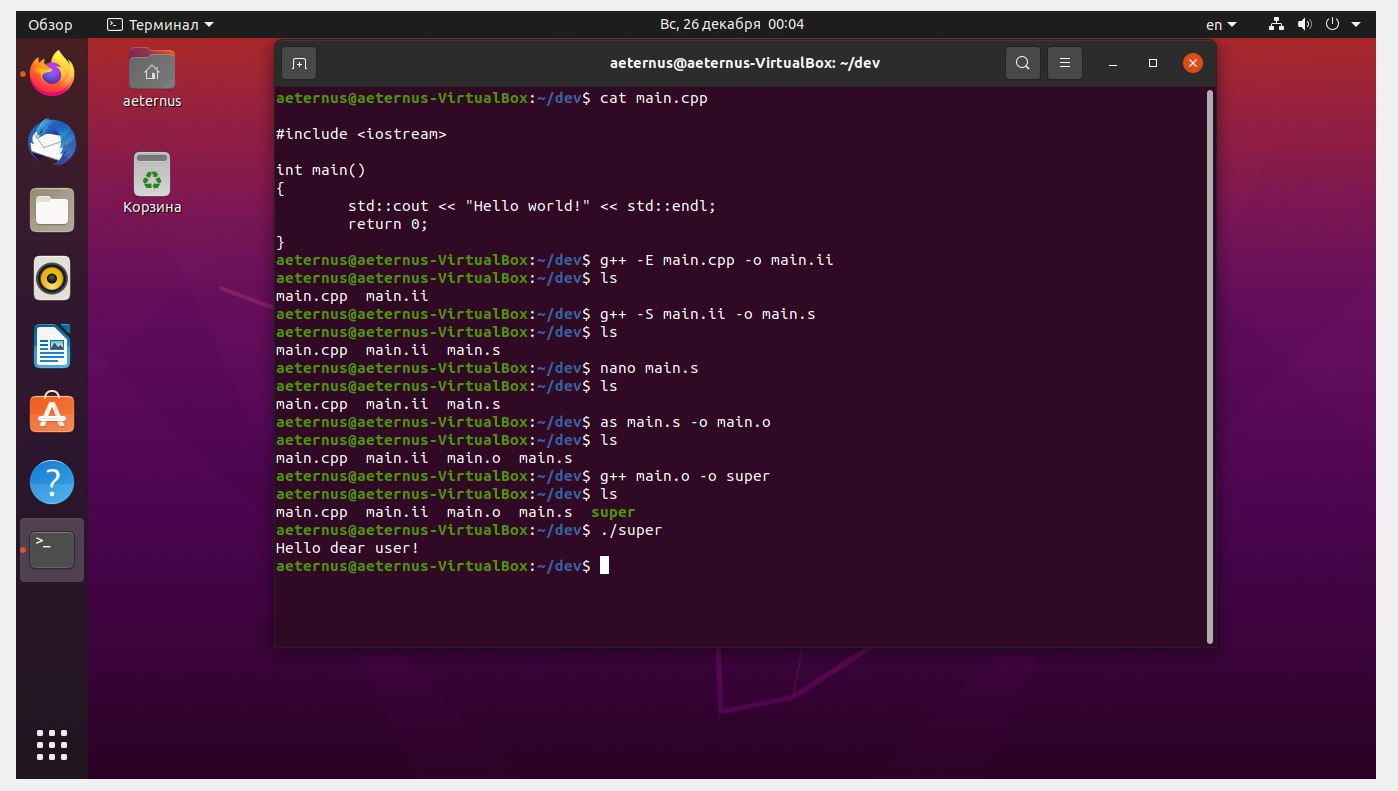 Обзор Терминал Вс, 26 декабря 00:04 en
aeternus
Корзина
aeternus@aeternus-VirtualBox: ~/dev
aeternus@aeternus-VirtualBox:~/dev$ cat main.cpp
#include <iostream>
int main()
{
std::cout << "Hello world!" << std::endl;
return 0;
}
aeternus@aeternus-VirtualBox:~/dev$ g++ -E main.cpp -o main.ii
aeternus@aeternus-VirtualBox:~/dev$ ls
main.cpp main.ii
aeternus@aeternus-VirtualBox:~/dev$ g++ -S main.ii -o main.s
aeternus@aeternus-VirtualBox:~/dev$ ls
main.cpp main.ii main.s
aeternus@aeternus-VirtualBox:~/dev$ nano main.s
aeternus@aeternus-VirtualBox:~/dev$ ls
main.cpp main.ii main.s
aeternus@aeternus-VirtualBox:~/dev$ as main.s -o main.o
aeternus@aeternus-VirtualBox:~/dev$ ls
main.cpp main.ii main.o main.s
aeternus@aeternus-VirtualBox:~/dev$ g++ main.o -o super
aeternus@aeternus-VirtualBox:~/dev$ ls
main.cpp main.ii main.o main.s super
aeternus@aeternus-VirtualBox:~/dev$ ./super
Hello dear user!
aeternus@aeternus-VirtualBox:~/dev$